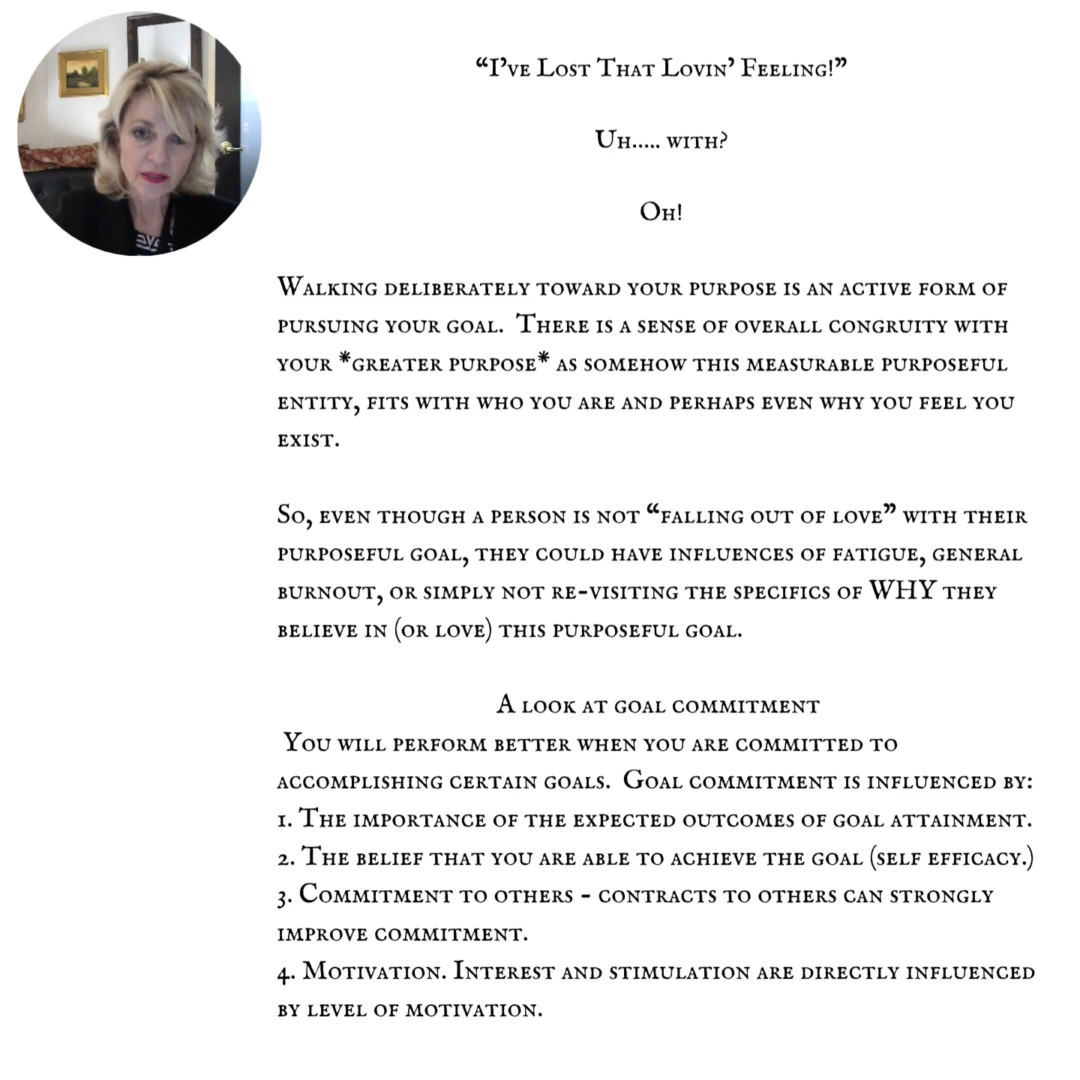 “I’ve Lost That Lovin’ Feeling!”
Uh..... with?
Oh!
Walking deliberately toward your purpose is an active form of
pursuing your goal.  There is a sense of overall congruity with
your *greater purpose* as somehow this measurable purposeful
entity, fits with who you are and perhaps even why you feel you
exist.
So, even though a person is not “falling out of love” with their
purposeful goal, they could have influences of fatigue, general
burnout, or simply not re-visiting the specifics of WHY they
believe in (or love) this purposeful goal.
A look at goal commitment
You will perform better when you are committed to
accomplishing certain goals.  Goal commitment is influenced by:
1. The importance of the expected outcomes of goal attainment.
2. The belief that you are able to achieve the goal (self efficacy.)
3. Commitment to others - contracts to others can strongly
improve commitment.
4. Motivation. Interest and stimulation are directly influenced
by level of motivation.